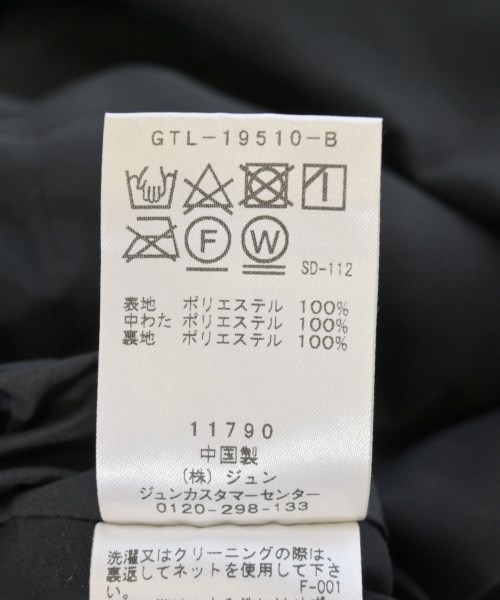 GTL-19510-B
F W
SD-112
表地 ポリエステル 100%
中わた ポリエステル 100%
裏地 ポリエステル 100%
11790
中国製
(株) ジュン
ジュンカスタマーセンター
0120-298-133
洗濯又はクリーニングの際は、
裏返してネットを使用して下さ
い。 F-001